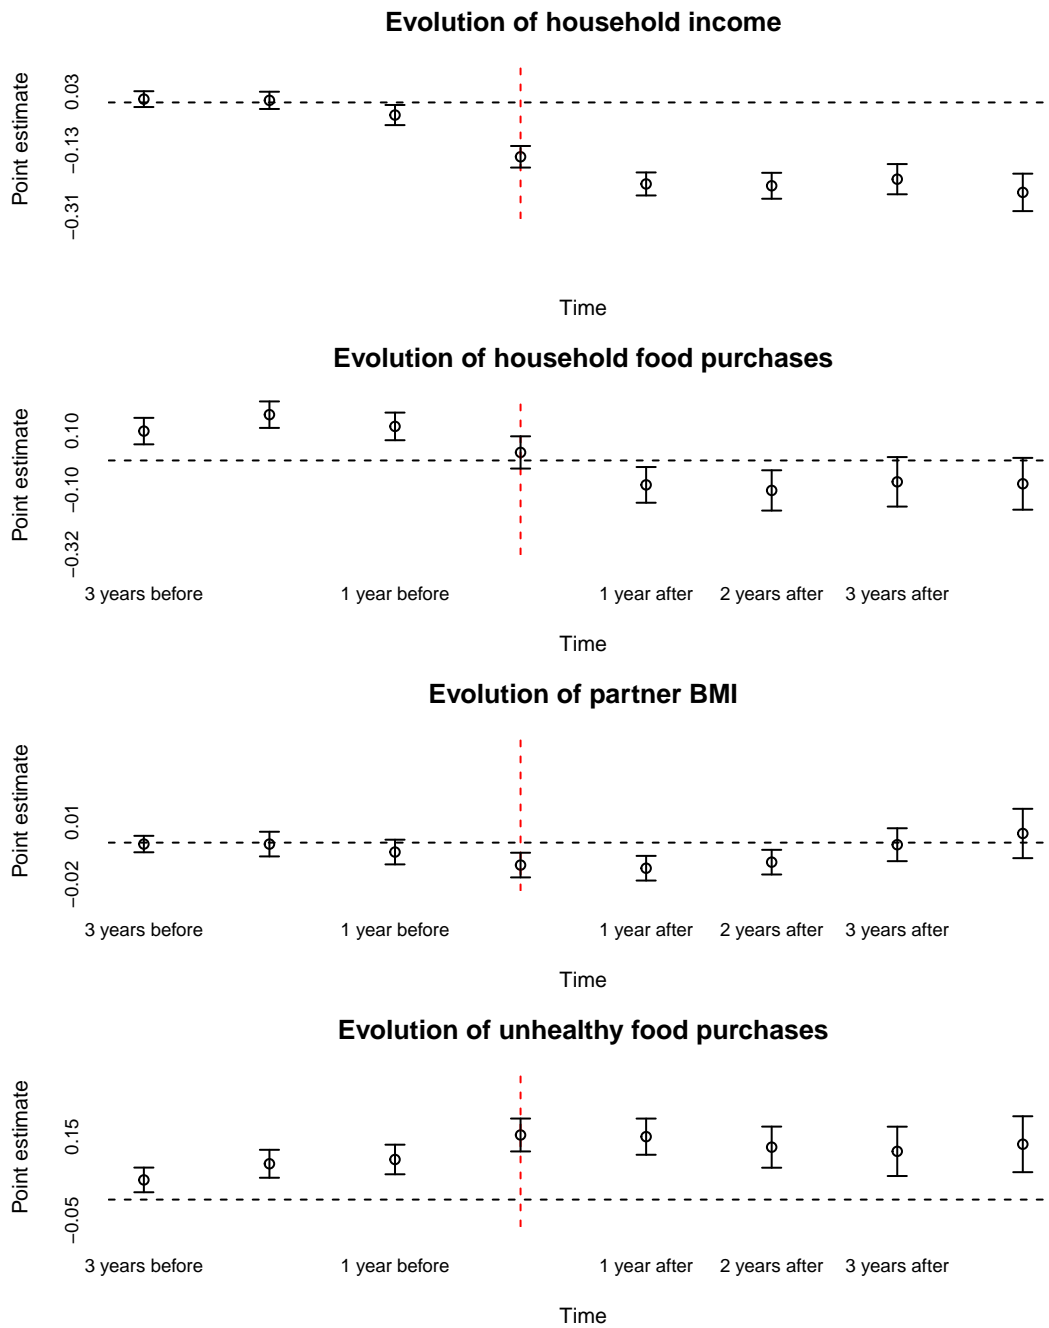 Evolution of household income
Point estimate
0.03
−0.13
−0.31
Time
Evolution of household food purchases
Point estimate
0.10
−0.10
−0.32
3 years before 1 year before 1 year after 2 years after 3 years after
Time
Evolution of partner BMI
Point estimate
0.01
−0.02
3 years before 1 year before 1 year after 2 years after 3 years after
Time
Evolution of unhealthy food purchases
Point estimate
0.15
−0.05
3 years before 1 year before 1 year after 2 years after 3 years after
Time